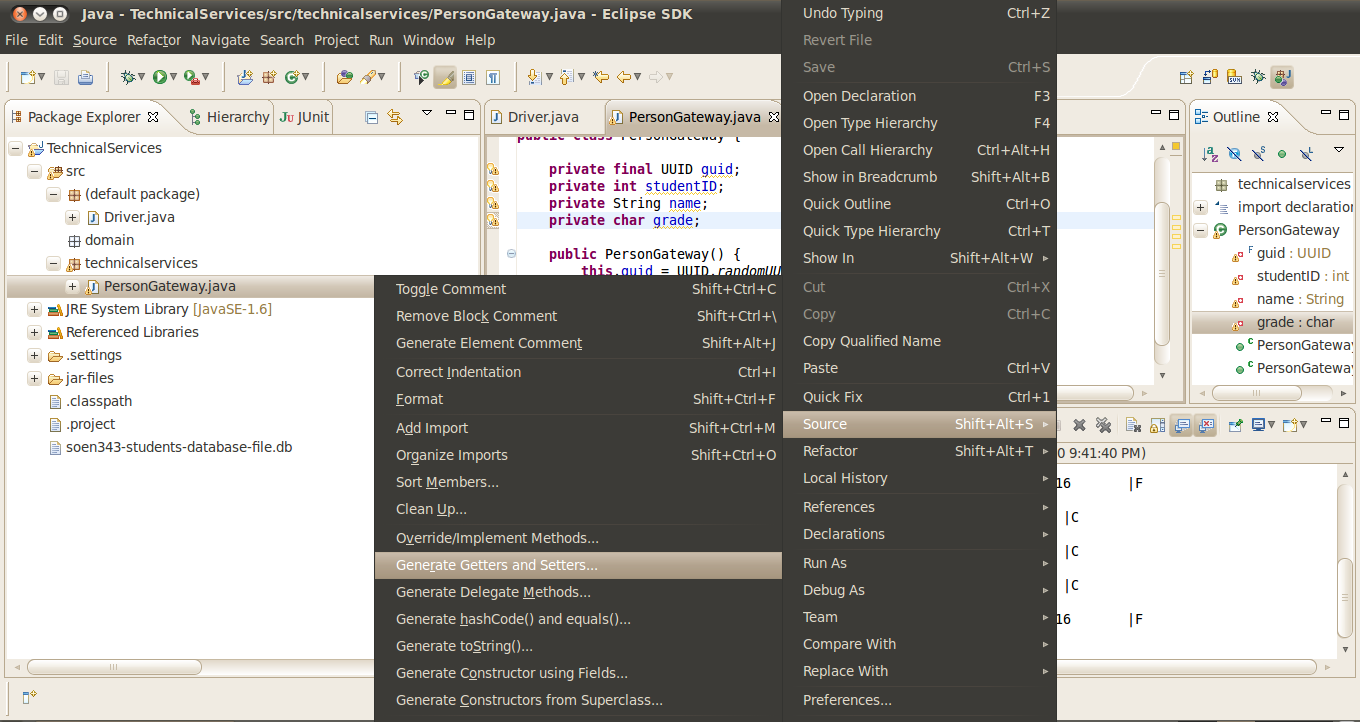 Java - TechnicalServices/src/technicalservices/PersonGateway.java - Eclipse SDK
File Edit Source Refactor Navigate Search Project Run Window Help
Package Explorer
Hierarchy
JUnit
TechnicalServices
src
(default package)
Driver.java
domain
technicalservices
PersonGateway.java
JRE System Library [JavaSE-1.6]
Referenced Libraries
.settings
jar-files
.classpath
.project
soen343-students-database-file.db
Driver.java
PersonGateway.java
public class PersonGateway {
private final UUID guid;
private int studentID;
private String name;
private char grade;
public PersonGateway() {
this.guid = UUID.randomUU
Toggle Comment Shift+Ctrl+C
Remove Block Comment Shift+Ctrl+\
Generate Element Comment Shift+Alt+J
Correct Indentation Ctrl+I
Format Shift+Ctrl+F
Add Import Shift+Ctrl+M
Organize Imports Shift+Ctrl+O
Sort Members...
Clean Up...
Override/Implement Methods...
Generate Getters and Setters...
Generate Delegate Methods...
Generate hashCode() and equals()...
Generate toString()...
Generate Constructor using Fields...
Generate Constructors from Superclass...
Undo Typing Ctrl+Z
Revert File
Save Ctrl+S
Open Declaration F3
Open Type Hierarchy F4
Open Call Hierarchy Ctrl+Alt+H
Show in Breadcrumb Shift+Alt+B
Quick Outline Ctrl+O
Quick Type Hierarchy Ctrl+T
Show In Shift+Alt+W
Cut Ctrl+X
Copy Ctrl+C
Copy Qualified Name
Paste Ctrl+V
Quick Fix Ctrl+1
Source Shift+Alt+S
Refactor Shift+Alt+T
Local History
References
Declarations
Run As
Debug As
Team
Compare With
Replace With
Preferences...
Outline
technicalservices
import declaration
PersonGateway
guid : UUID
studentID : int
name : String
grade : char
PersonGateway
PersonGateway
0 9:41:40 PM)
16 |F
|C
|C
|C
16 |F